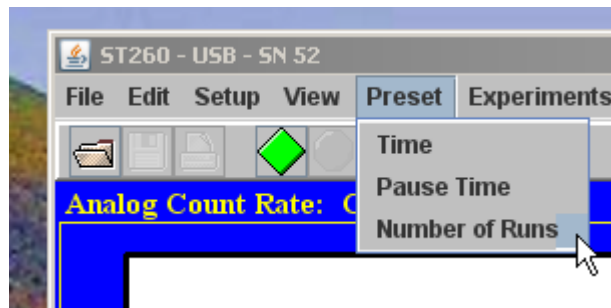 ST260 - USB - SN 52
File Edit Setup View Preset Experiments
Time
Pause Time
Analog Count Rate:
Number of Runs